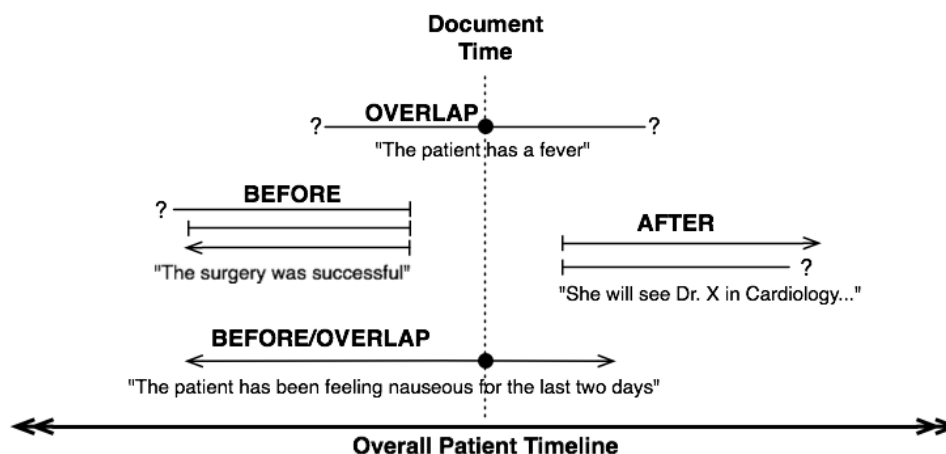 Document
Time
OVERLAP
? ?
"The patient has a fever"
BEFORE
?
"The surgery was successful"
AFTER
?
"She will see Dr. X in Cardiology..."
BEFORE/OVERLAP
"The patient has been feeling nauseous for the last two days"
Overall Patient Timeline